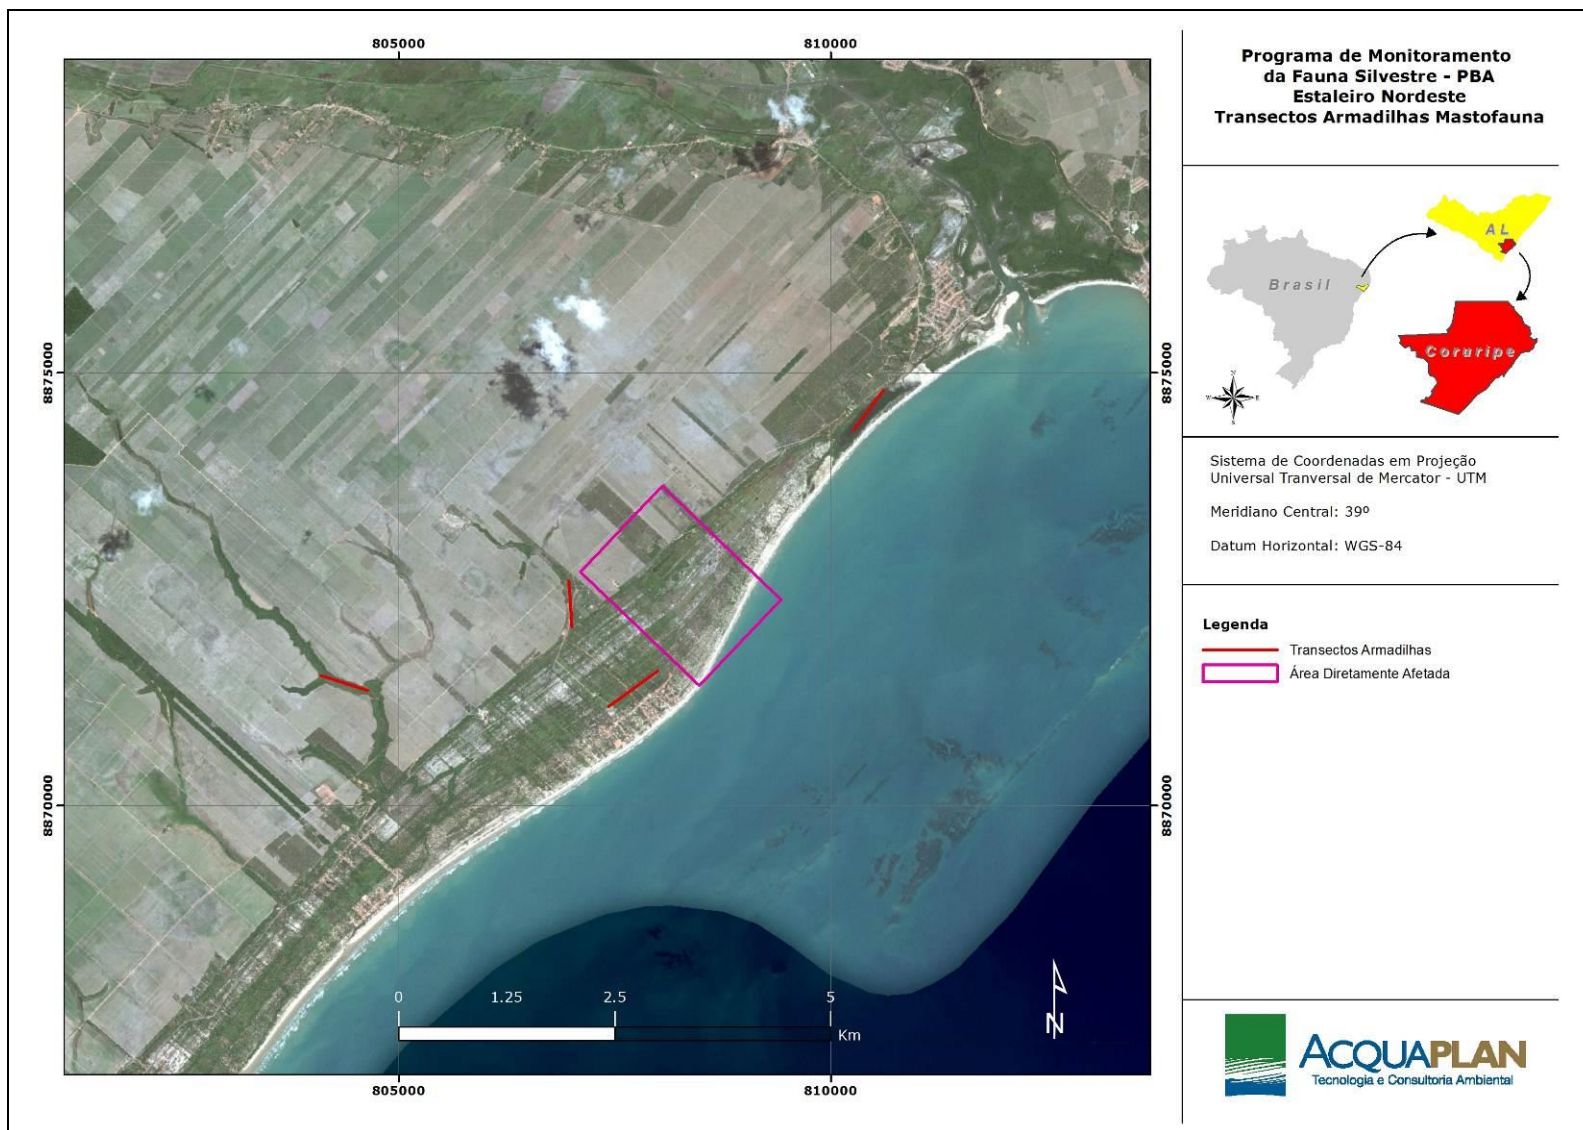 805000
810000
8875000
8875000
8870000
8870000
0
1.25
2.5
5
Km
N
805000
810000
Programa de Monitoramento
da Fauna Silvestre - PBA
Estaleiro Nordeste
Transectos Armadilhas Mastofauna
Brasil
AL
Coruripe
N
W
E
S
Sistema de Coordenadas em Projeção
Universal Tranversal de Mercator - UTM
Meridiano Central: 39º
Datum Horizontal: WGS-84
Legenda
Transectos Armadilhas
Área Diretamente Afetada
ACQUAPLAN
Tecnologia e Consultoria Ambiental